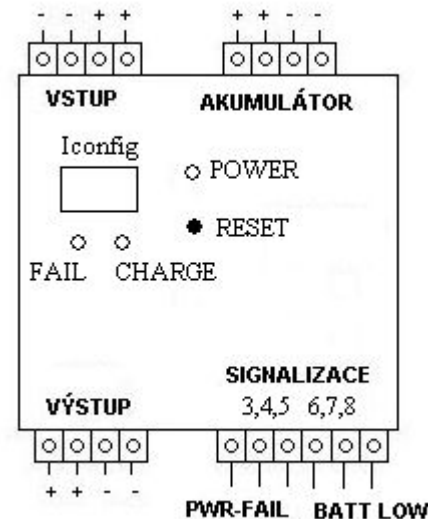 - - + +
+ + - -
VSTUP
AKUMULÁTOR
Iconfig
POWER
RESET
FAIL
CHARGE
SIGNALIZACE
VÝSTUP
3,4,5 6,7,8
+ + - -
PWR-FAIL
BATT LOW